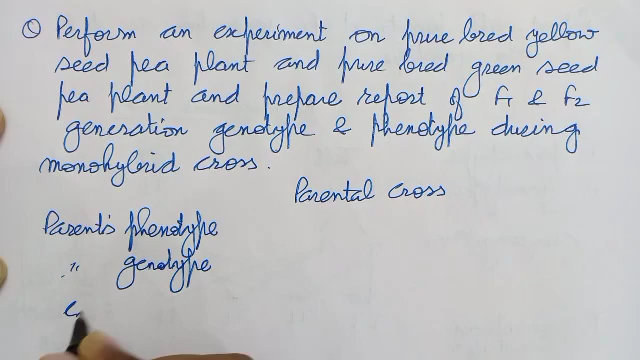 Q Perform an experiment on pure bred yellow
seed pea plant and pure bred green seed
pea plant and prepare report of F1 & F2
generation genotype & phenotype during
monohybrid cross.
Parental Cross
Parent's phenotype
" genotype